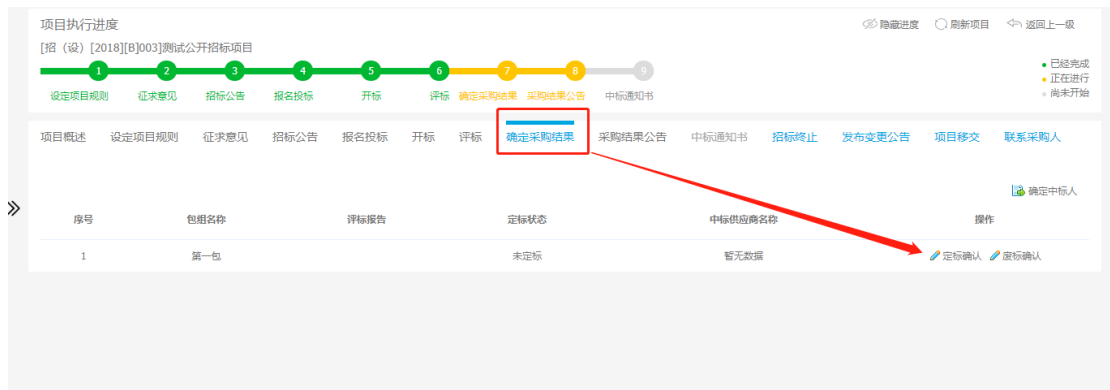 项目执行进度 隐藏进度 刷新项目 返回上一级
[招（设）[2018][B]003]测试公开招标项目
1 2 3 4 5 6 7 8 9
设定项目规则 征求意见 招标公告 报名投标 开标 评标 确定采购结果 采购结果公告 中标通知书
已经完成
正在进行
尚未开始
项目概述 设定项目规则 征求意见 招标公告 报名投标 开标 评标 确定采购结果 采购结果公告 中标通知书 招标终止 发布变更公告 项目移交 联系采购人
确定中标人
序号 包组名称 评标报告 定标状态 中标供应商名称 操作
1 第一包 未定标 暂无数据 定标确认 废标确认